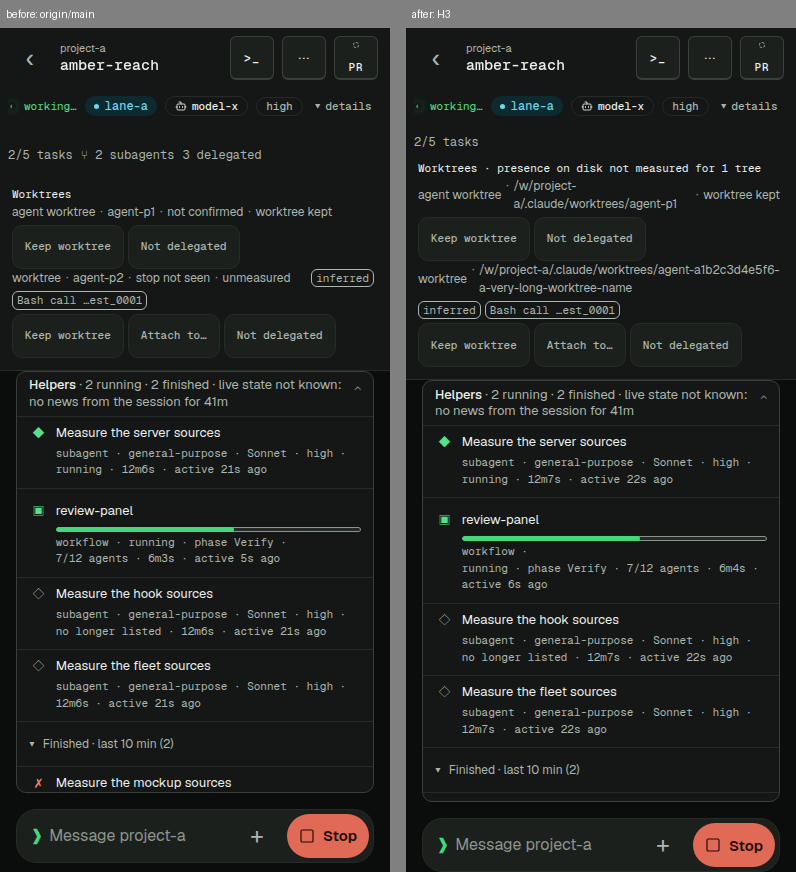 before: origin/main
project-a
amber-reach
>_
···
PR
working…
lane-a
model-x
high
▾ details
2/5 tasks ⑂ 2 subagents 3 delegated
Worktrees
agent worktree · agent-p1 · not confirmed · worktree kept
Keep worktree
Not delegated
worktree · agent-p2 · stop not seen · unmeasured
inferred
Bash call …est_0001
Keep worktree
Attach to…
Not delegated
Helpers · 2 running · 2 finished · live state not known:
no news from the session for 41m
Measure the server sources
subagent · general-purpose · Sonnet · high ·
running · 12m6s · active 21s ago
review-panel
workflow · running · phase Verify ·
7/12 agents · 6m3s · active 5s ago
Measure the hook sources
subagent · general-purpose · Sonnet · high ·
no longer listed · 12m6s · active 21s ago
Measure the fleet sources
subagent · general-purpose · Sonnet · high ·
12m6s · active 21s ago
▾ Finished · last 10 min (2)
✗ Measure the mockup sources
❯ Message project-a
+
Stop
after: H3
project-a
amber-reach
>_
···
PR
working…
lane-a
model-x
high
▾ details
2/5 tasks
Worktrees · presence on disk not measured for 1 tree
agent worktree · /w/project-
a/.claude/worktrees/agent-p1 · worktree kept
Keep worktree
Not delegated
worktree · /w/project-a/.claude/worktrees/agent-a1b2c3d4e5f6-
a-very-long-worktree-name
inferred
Bash call …est_0001
Keep worktree
Attach to…
Not delegated
Helpers · 2 running · 2 finished · live state not known:
no news from the session for 41m
Measure the server sources
subagent · general-purpose · Sonnet · high ·
running · 12m7s · active 22s ago
review-panel
workflow ·
running · phase Verify · 7/12 agents · 6m4s ·
active 6s ago
Measure the hook sources
subagent · general-purpose · Sonnet · high ·
no longer listed · 12m7s · active 22s ago
Measure the fleet sources
subagent · general-purpose · Sonnet · high ·
12m7s · active 22s ago
▾ Finished · last 10 min (2)
❯ Message project-a
+
Stop